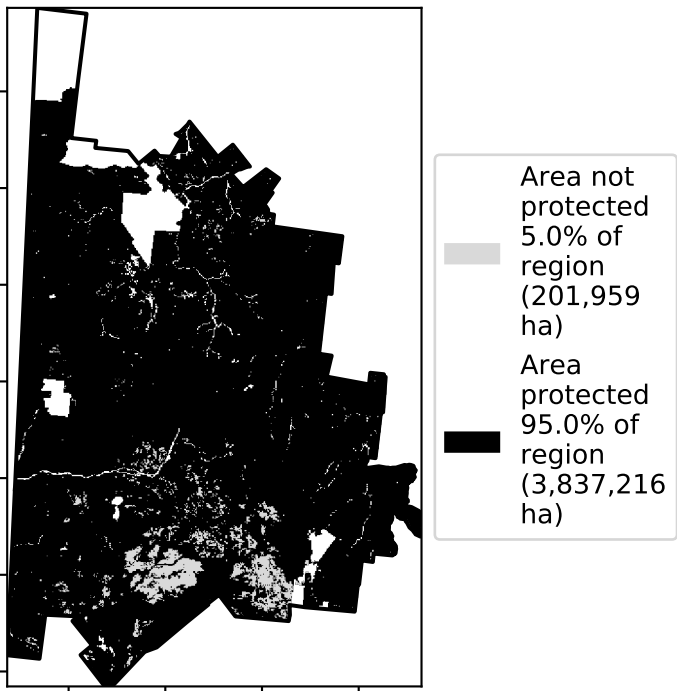 Area not
protected
5.0% of
region
(201,959
ha)
Area
protected
95.0% of
region
(3,837,216
ha)